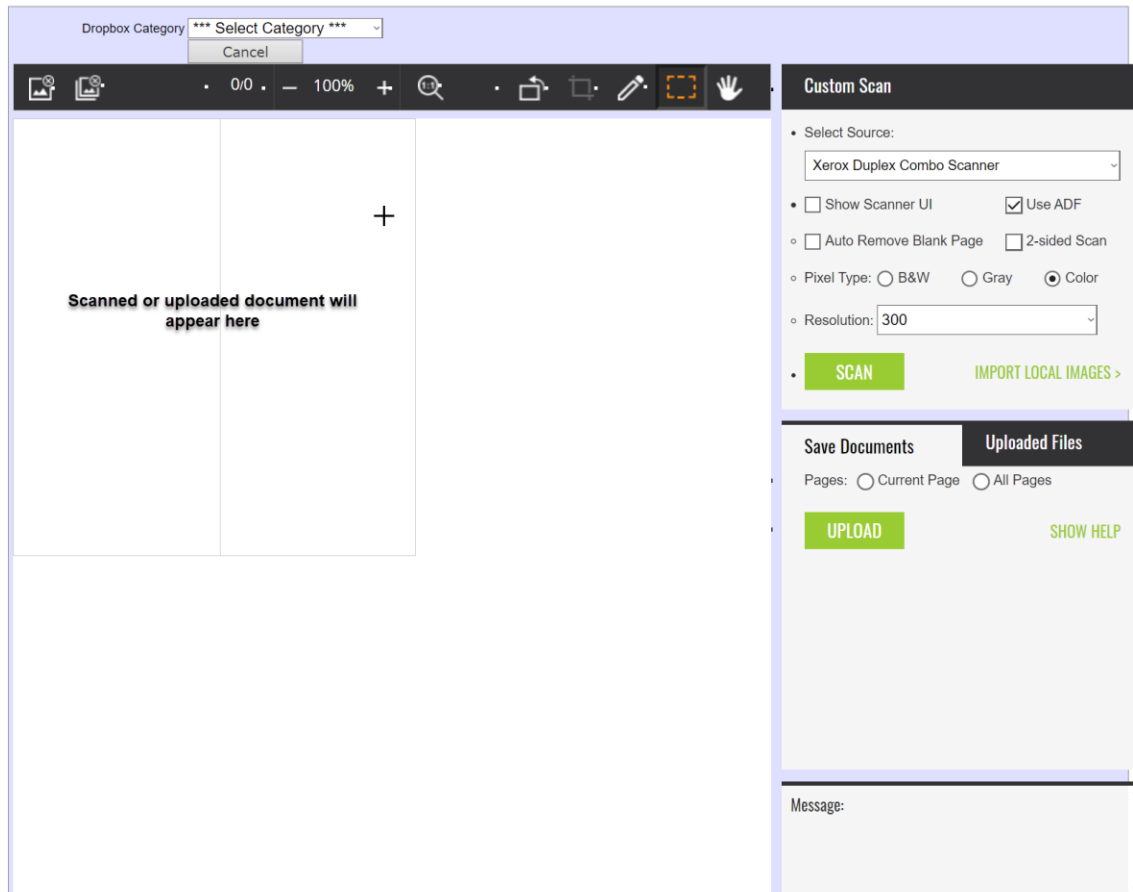 Dropbox Category *** Select Category ***
Cancel
0/0 100% 1:1
Custom Scan
Select Source:
Xerox Duplex Combo Scanner
Show Scanner UI Use ADF
Auto Remove Blank Page 2-sided Scan
Pixel Type: B&W Gray Color
Resolution: 300
SCAN IMPORT LOCAL IMAGES >
Scanned or uploaded document will
appear here
Save Documents Uploaded Files
Pages: Current Page All Pages
UPLOAD SHOW HELP
Message: